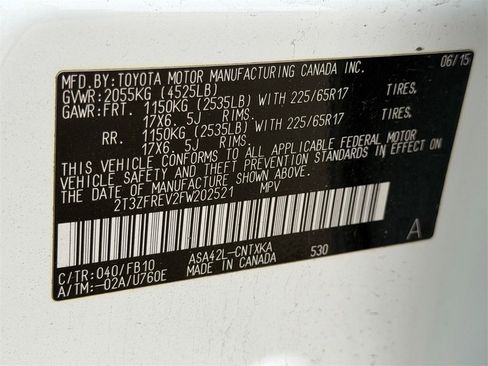 MFD.BY:TOYOTA MOTOR MANUFACTURING CANADA INC. 06/15
GVWR:2055KG (4525LB)
GAWR:FRT. 1150KG (2535LB) WITH 225/65R17 TIRES.
17X6. 5J RIMS.
RR. 1150KG (2535LB) WITH 225/65R17 TIRES.
17X6. 5J RIMS.
THIS VEHICLE CONFORMS TO ALL APPLICABLE FEDERAL MOTOR
VEHICLE SAFETY AND THEFT PREVENTION STANDARDS IN EFFECT
ON THE DATE OF MANUFACTURE SHOWN ABOVE.
2T3ZFREV2FW202521 MPV
C/TR:040/FB10 ASA42L-CNTXKA 530 A
A/TM:-02A/U760E MADE IN CANADA